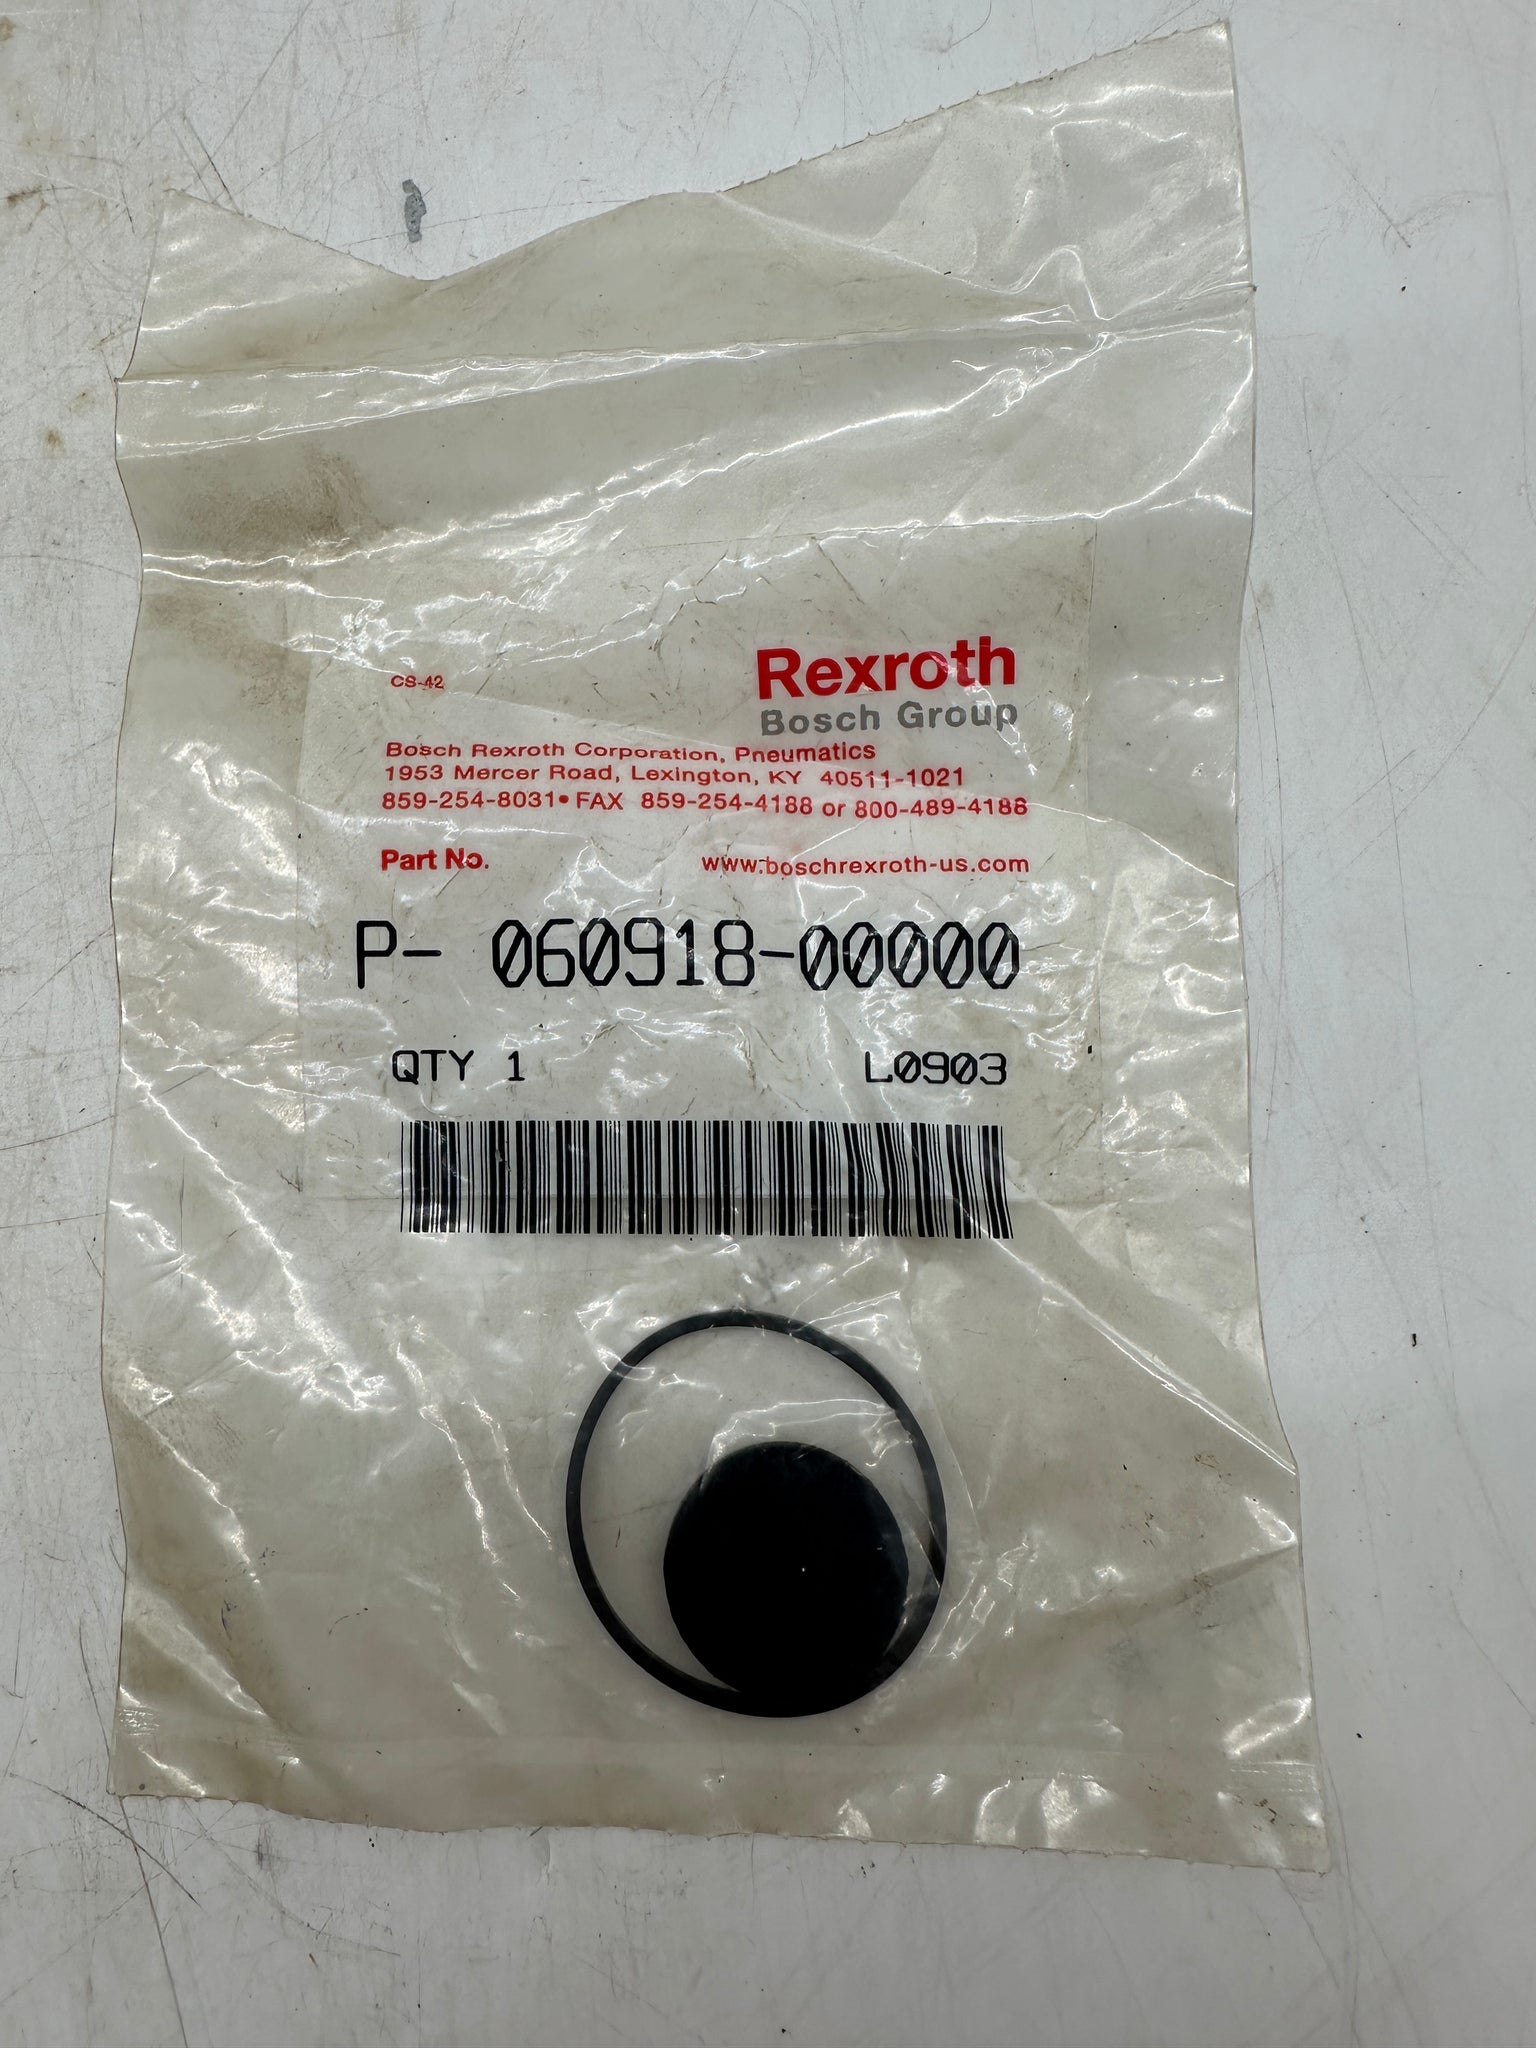 CS-42
Rexroth
Bosch Group
Bosch Rexroth Corporation, Pneumatics
1953 Mercer Road, Lexington, KY 40511-1021
859-254-8031• FAX 859-254-4188 or 800-489-4188
Part No. www.boschrexroth-us.com
P- 060918-00000
QTY 1 L0903